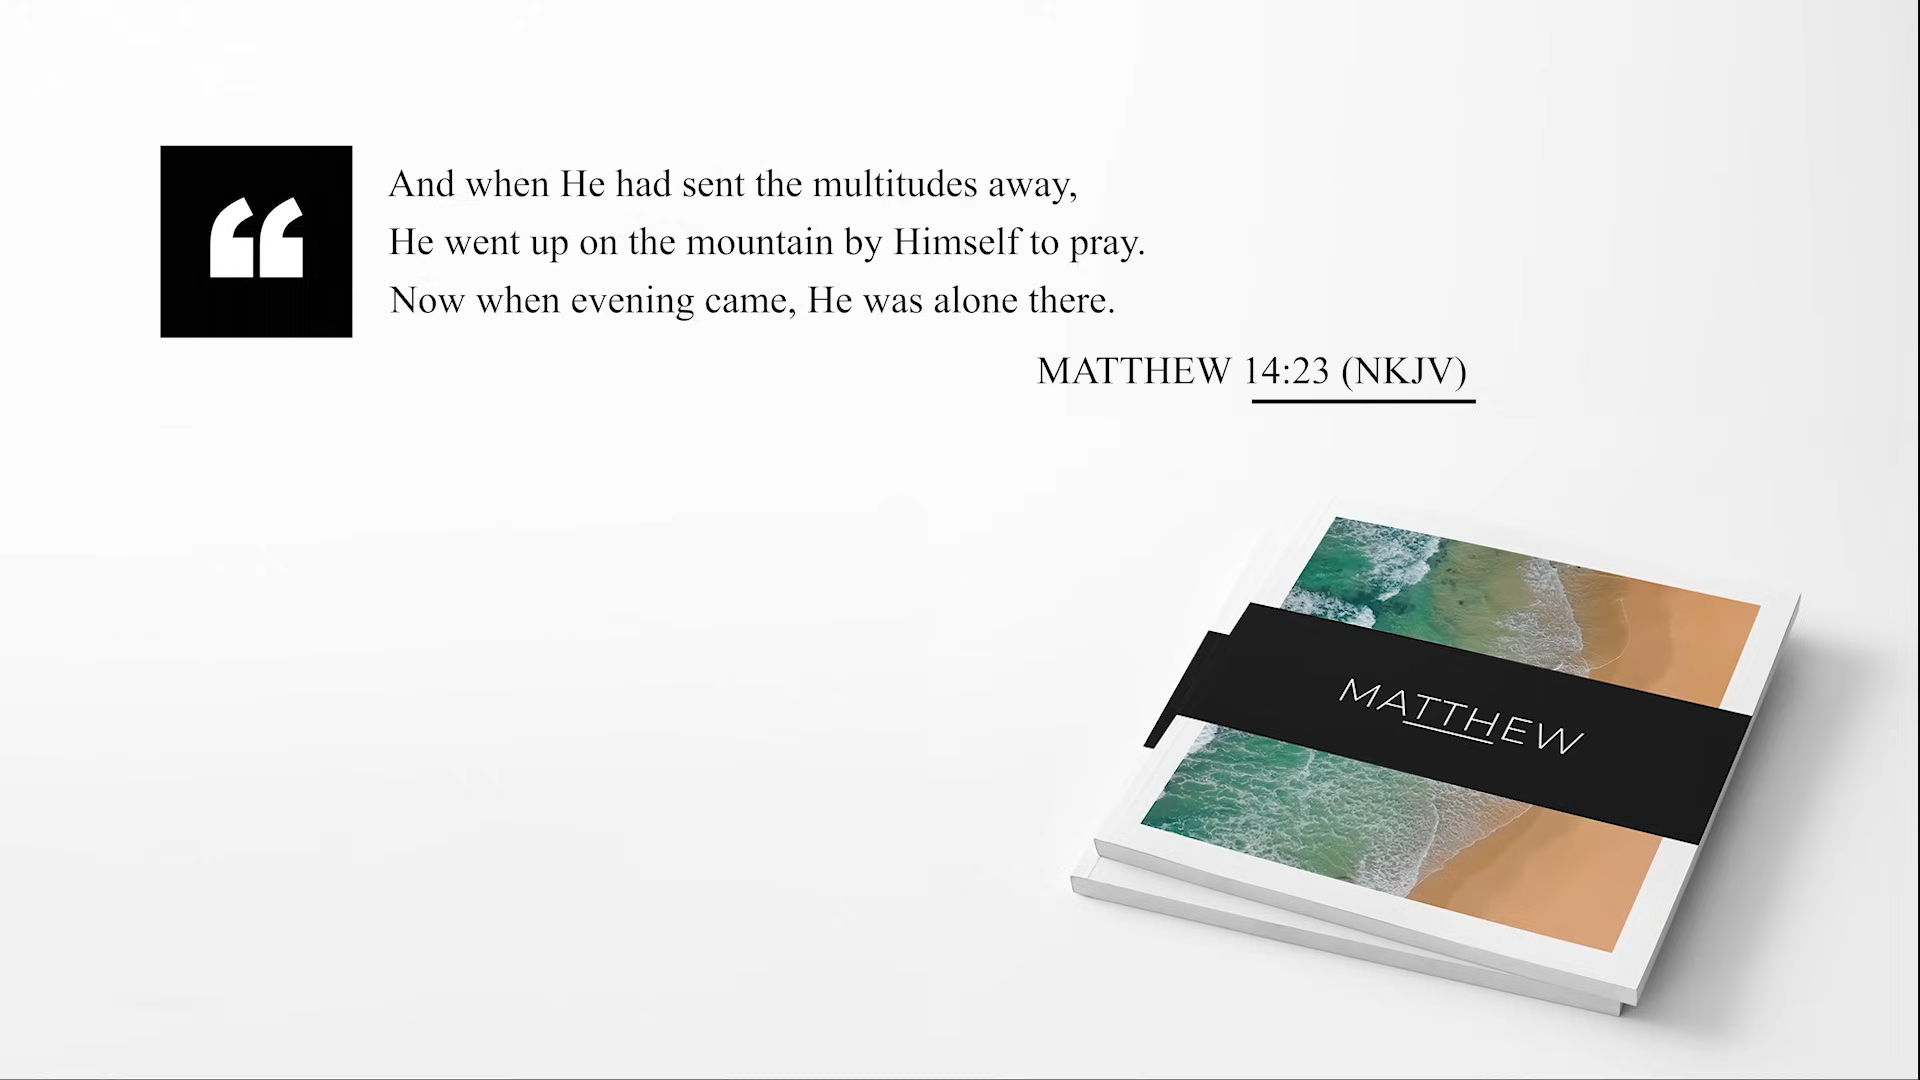 “
And when He had sent the multitudes away,
He went up on the mountain by Himself to pray.
Now when evening came, He was alone there.
MATTHEW 14:23 (NKJV)
MATTHEW